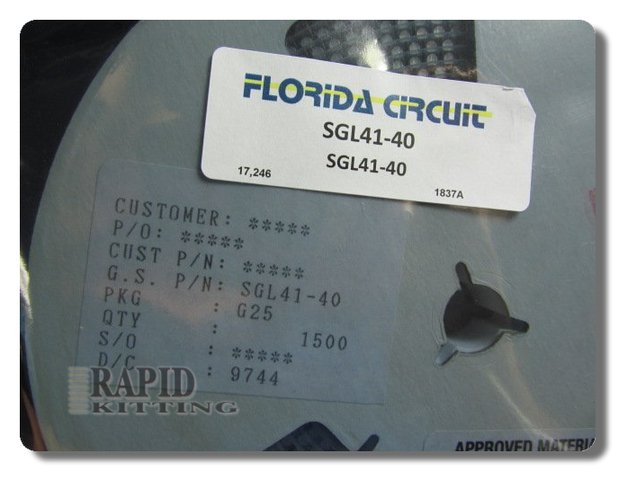 FLORIDA CIRCUIT
SGL41-40
SGL41-40
17,246 1837A
CUSTOMER: *****
P/O: *****
CUST P/N: *****
G.S. P/N: SGL41-40
PKG : G25
QTY : 1500
S/O : *****
D/C : 9744
RAPID
KITTING
APPROVED MATERIA